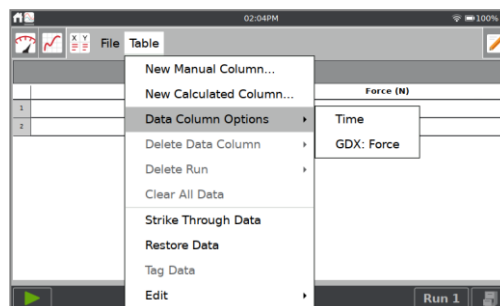 02:04PM
100%
X Y
File
Table
Force (N)
1
2
New Manual Column...
New Calculated Column...
Data Column Options
Time
GDX: Force
Delete Data Column
Delete Run
Clear All Data
Strike Through Data
Restore Data
Tag Data
Edit
Run 1